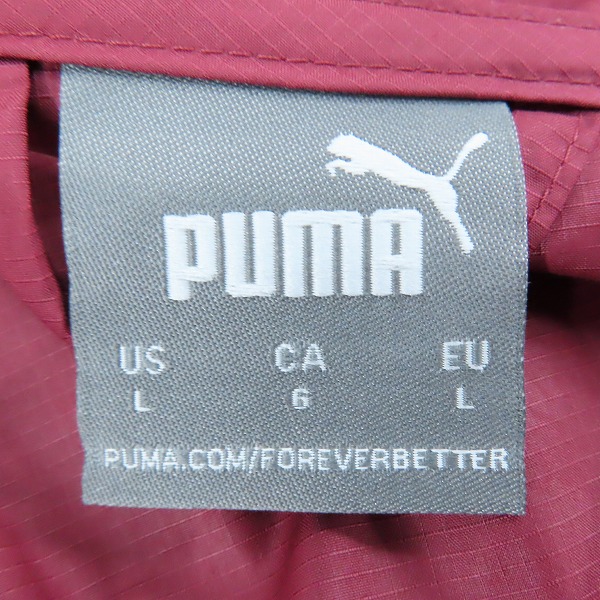 PUMA
US CA EU
L G L
PUMA.COM/FOREVERBETTER